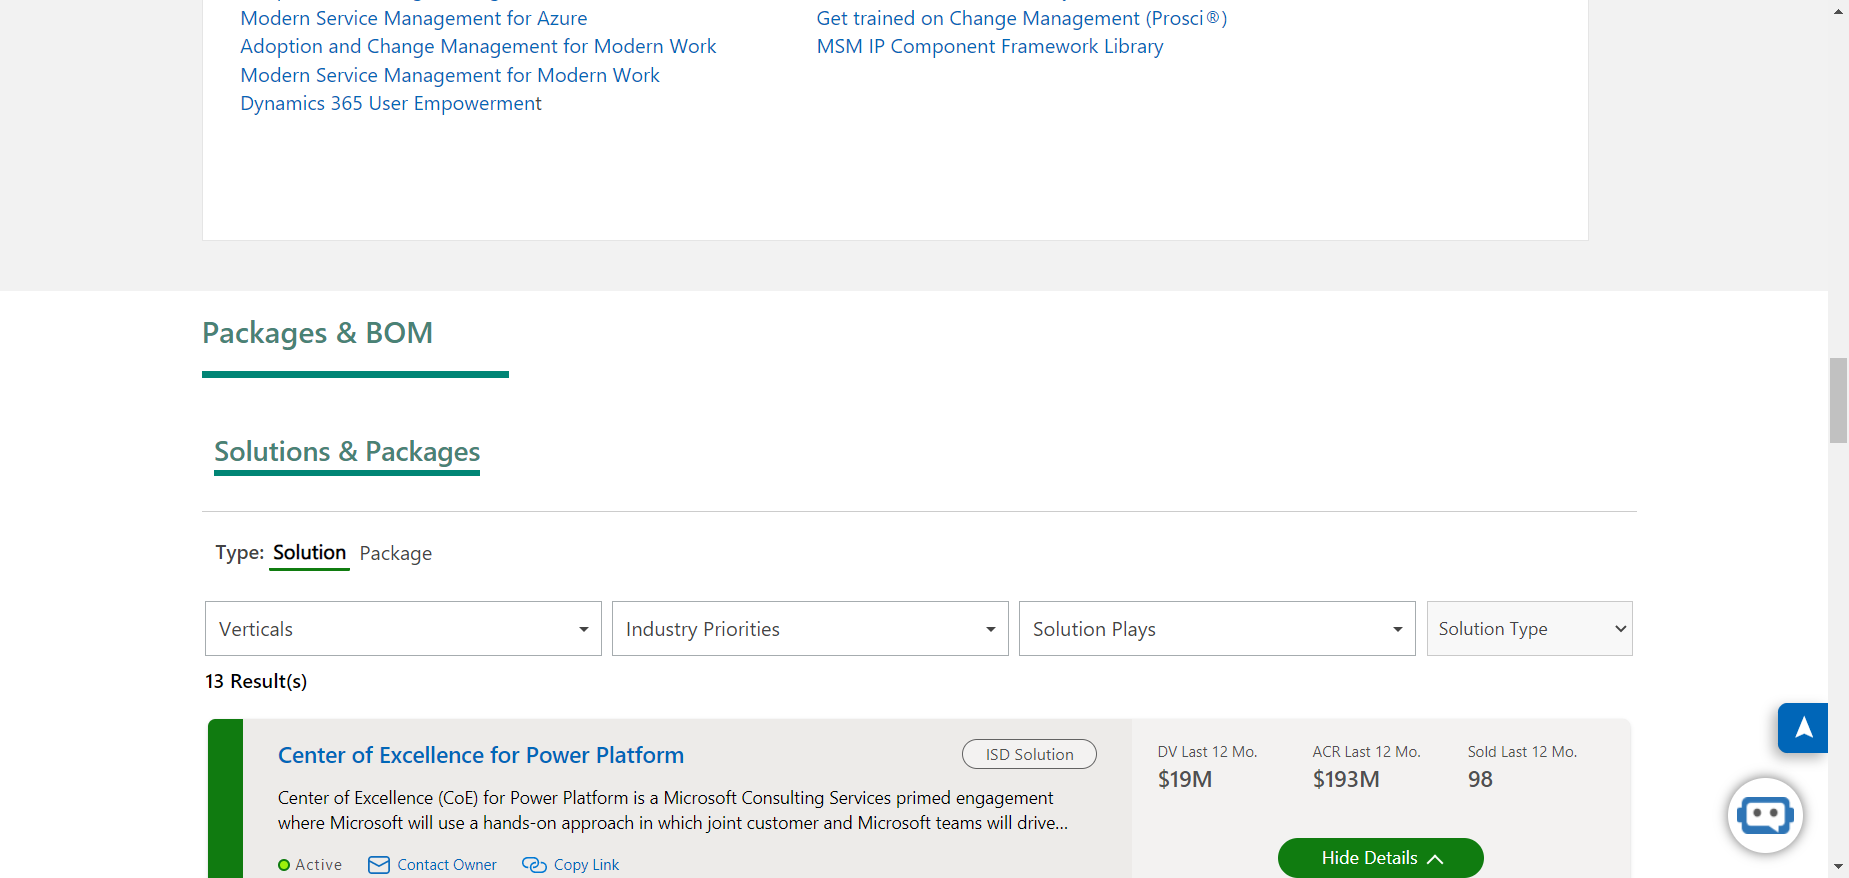 Modern Service Management for Azure
Adoption and Change Management for Modern Work
Modern Service Management for Modern Work
Dynamics 365 User Empowerment
Get trained on Change Management (Prosci®)
MSM IP Component Framework Library
Packages & BOM
Solutions & Packages
Type: Solution Package
Verticals
Industry Priorities
Solution Plays
Solution Type
13 Result(s)
Center of Excellence for Power Platform
ISD Solution
Center of Excellence (CoE) for Power Platform is a Microsoft Consulting Services primed engagement
where Microsoft will use a hands-on approach in which joint customer and Microsoft teams will drive...
Active
Contact Owner
Copy Link
DV Last 12 Mo.
$19M
ACR Last 12 Mo.
$193M
Sold Last 12 Mo.
98
Hide Details